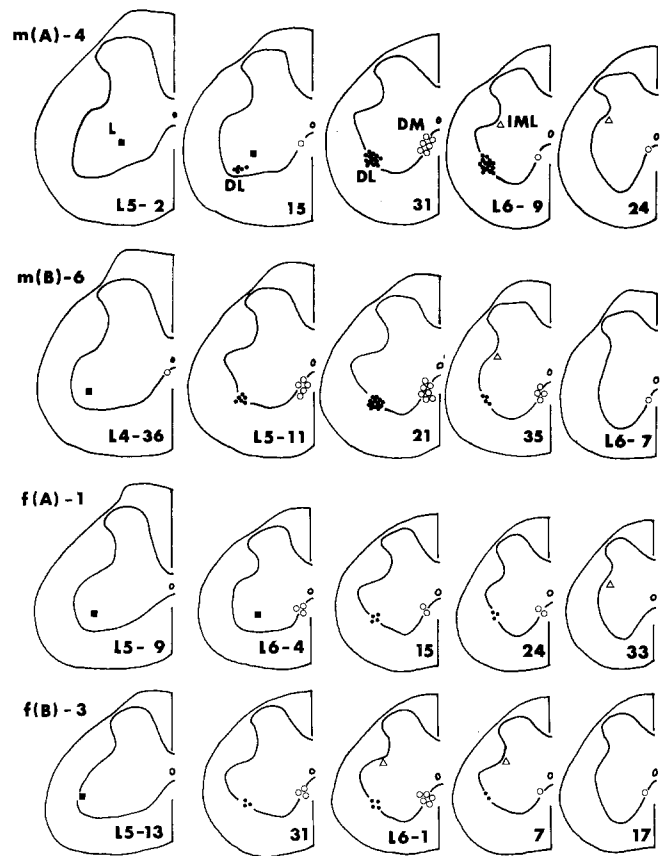 m(A)-4
L
DL
DM
DL
IML
L5-2 15 31 L6-9 24
m(B)-6
L4-36 L5-11 21 35 L6-7
f(A)-1
L5-9 L6-4 15 24 33
f(B)-3
L5-13 31 L6-1 7 17